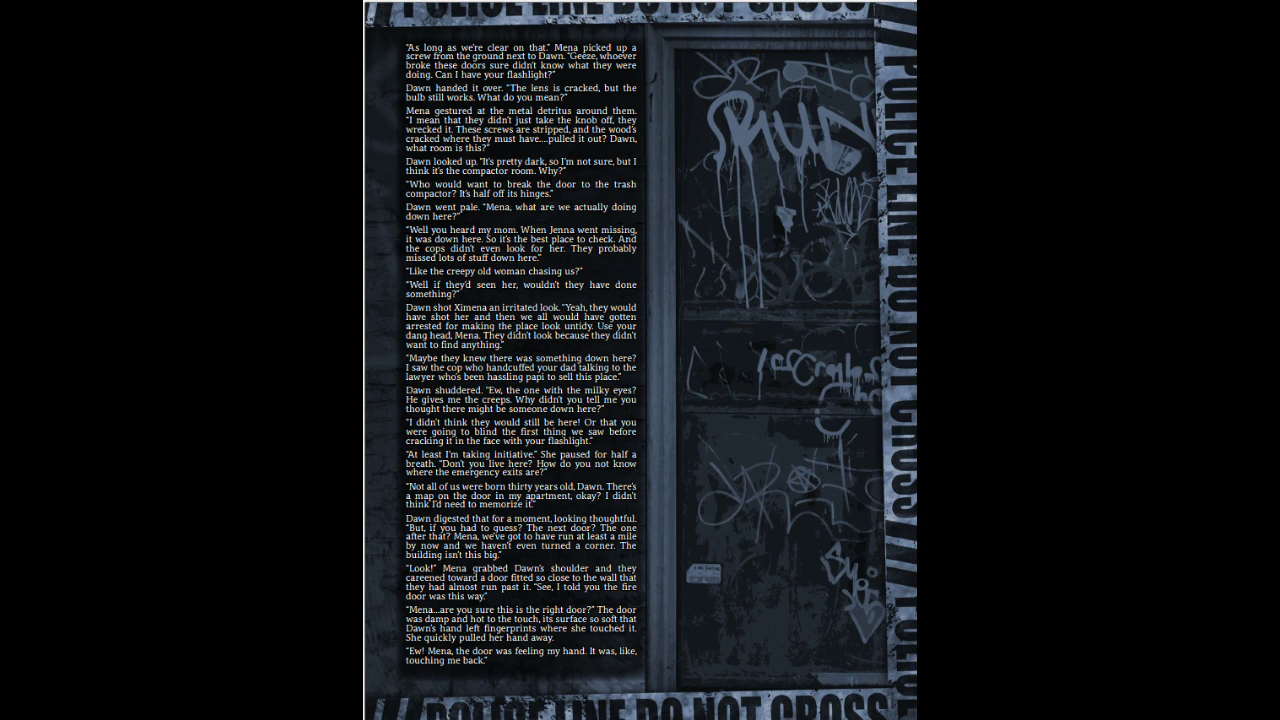 POLICE LINE DO NOT CROSS
"As long as we're clear on that." Mena picked up a
screw from the ground next to Dawn. "Geeze, whoever
broke these doors sure didn't know what they were
doing. Can I have your flashlight?"
Dawn handed it over. "The lens is cracked, but the
bulb still works. What do you mean?"
Mena gestured at the metal detritus around them.
"I mean that they didn't just take the knob off, they
wrecked it. These screws are stripped, and the wood's
cracked where they must have....pulled it out? Dawn,
what room is this?"
Dawn looked up. "It's pretty dark, so I'm not sure, but I
think it's the compactor room. Why?"
"Who would want to break the door to the trash
compactor? It's half off its hinges."
Dawn went pale. "Mena, what are we actually doing
down here?"
"Well you heard my mom. When Jenna went missing,
it was down here. So it's the best place to check. And
the cops didn't even look for her. They probably
missed lots of stuff down here."
"Like the creepy old woman chasing us?"
"Well if they'd seen her, wouldn't they have done
something?"
Dawn shot Ximena an irritated look. "Yeah, they would
have shot her and then we all would have gotten
arrested for making the place look untidy. Use your
dang head, Mena. They didn't look because they didn't
want to find anything."
"Maybe they knew there was something down here?
I saw the cop who handcuffed your dad talking to the
lawyer who's been hassling papi to sell this place."
Dawn shuddered. "Ew, the one with the milky eyes?
He gives me the creeps. Why didn't you tell me you
thought there might be someone down here?"
"I didn't think they would still be here! Or that you
were going to blind the first thing we saw before
cracking it in the face with your flashlight."
"At least I'm taking initiative." She paused for half a
breath. "Don't you live here? How do you not know
where the emergency exits are?"
"Not all of us were born thirty years old, Dawn. There's
a map on the door in my apartment, okay? I didn't
think I'd need to memorize it."
Dawn digested that for a moment, looking thoughtful.
"But, if you had to guess? The next door? The one
after that? Mena, we've got to have run at least a mile
by now and we haven't even turned a corner. The
building isn't this big."
"Look!" Mena grabbed Dawn's shoulder and they
careened toward a door fitted so close to the wall that
they had almost run past it. "See, I told you the fire
door was this way."
"Mena...are you sure this is the right door?" The door
was damp and hot to the touch, its surface so soft that
Dawn's hand left fingerprints where she touched it.
She quickly pulled her hand away.
"Ew! Mena, the door was feeling my hand. It was, like,
touching me back."
POLICE LINE DO NOT CROSS
POLICE LINE DO NOT CROSS